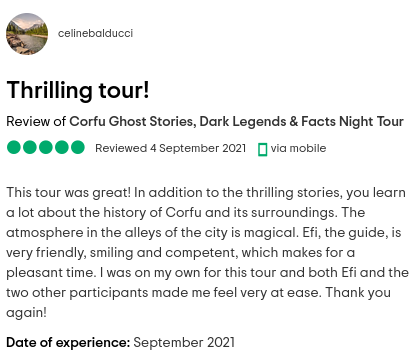 celinebalducci
Thrilling tour!
Review of Corfu Ghost Stories, Dark Legends & Facts Night Tour
Reviewed 4 September 2021 via mobile
This tour was great! In addition to the thrilling stories, you learn
a lot about the history of Corfu and its surroundings. The
atmosphere in the alleys of the city is magical. Efi, the guide, is
very friendly, smiling and competent, which makes for a
pleasant time. I was on my own for this tour and both Efi and the
two other participants made me feel very at ease. Thank you
again!
Date of experience: September 2021